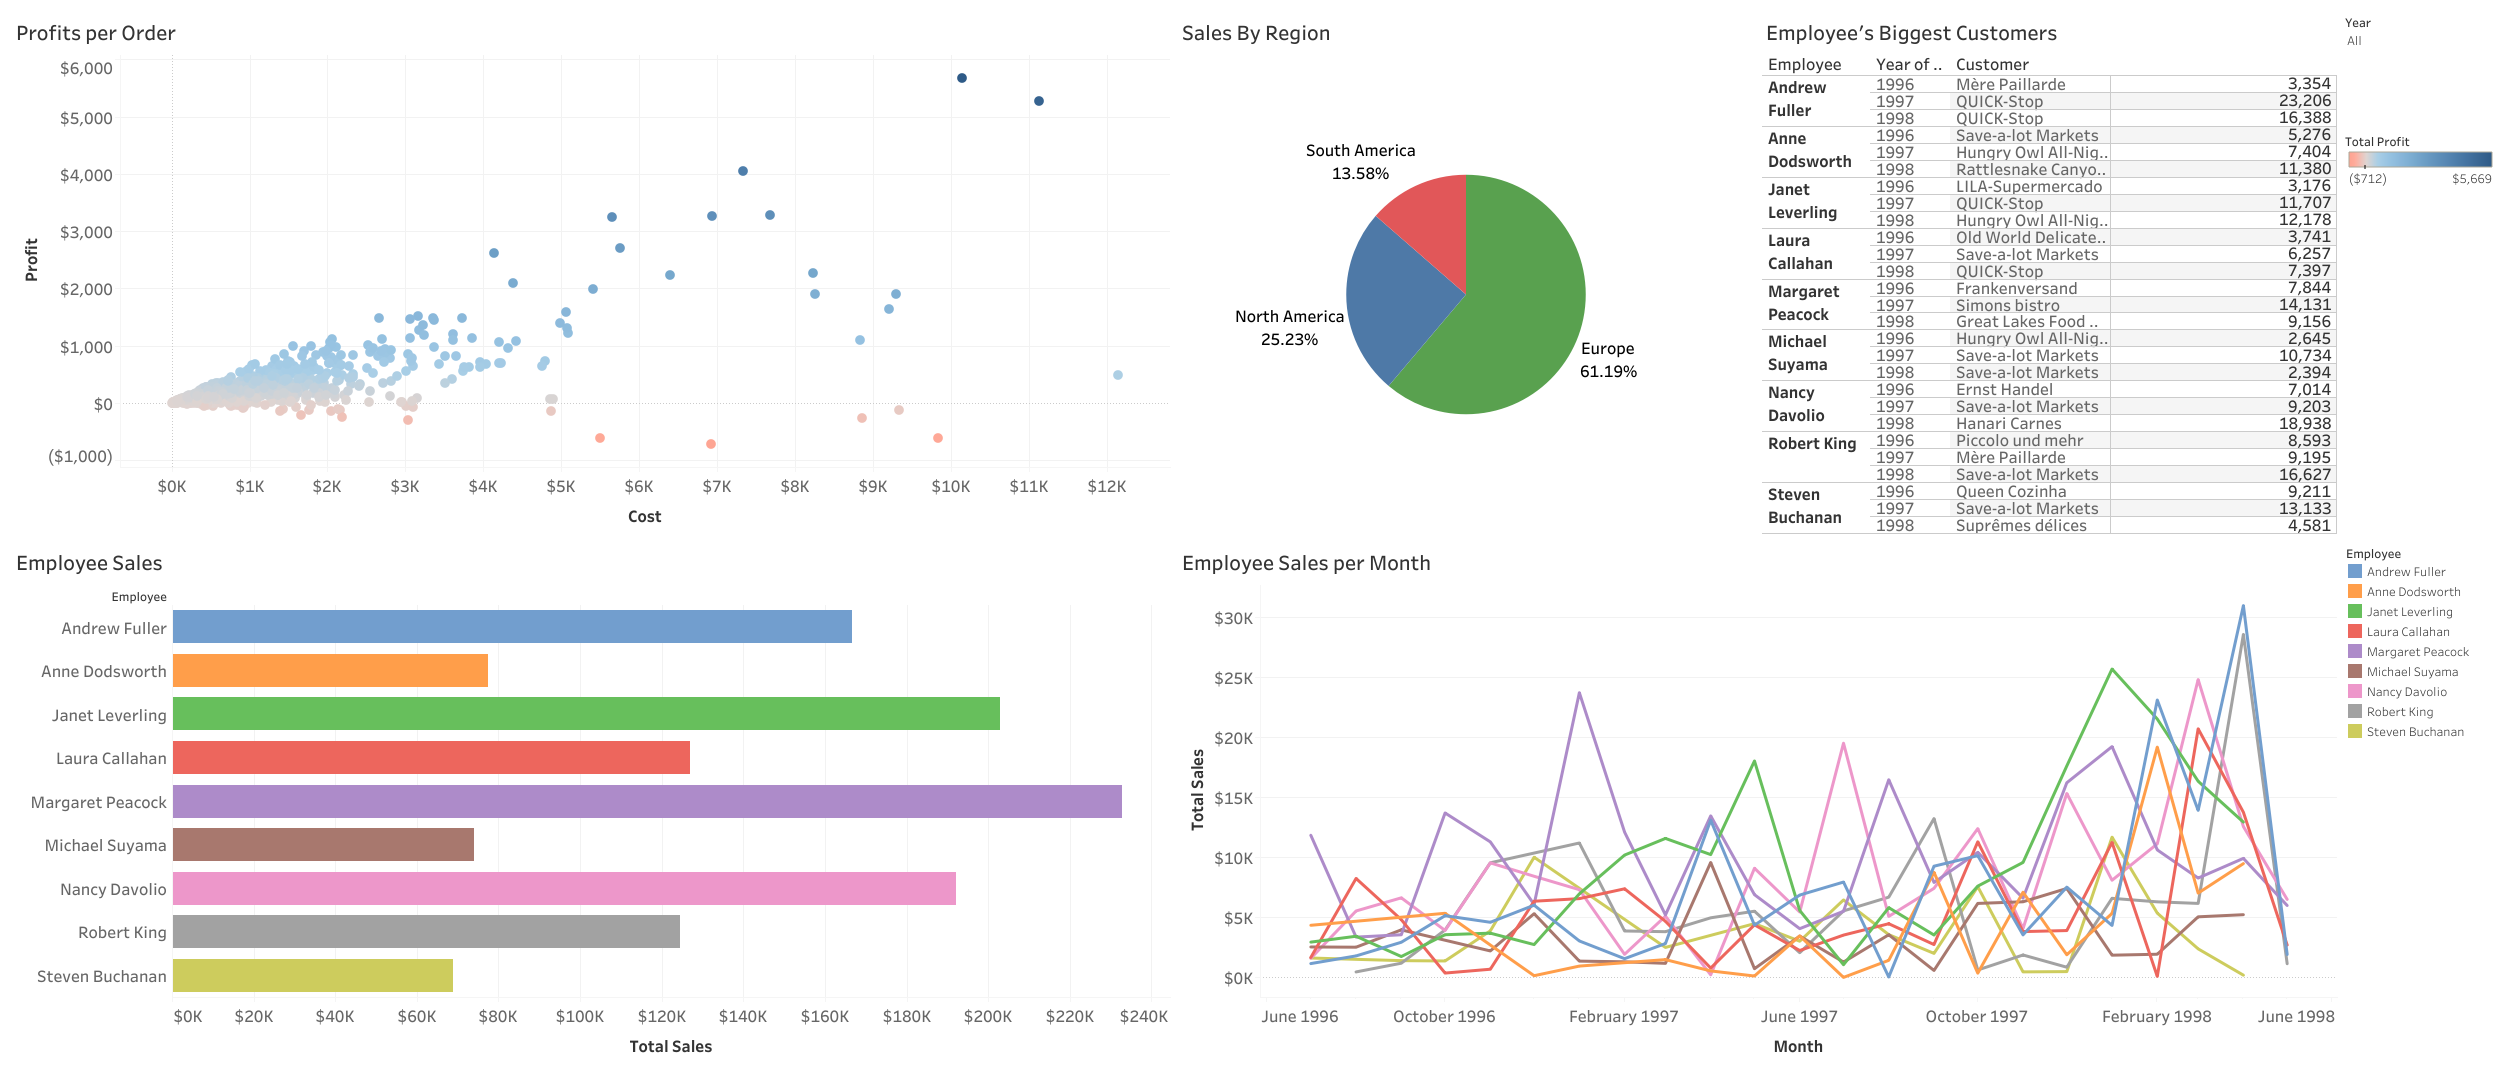 Profits per Order
$6,000
$5,000
$4,000
$3,000
$2,000
$1,000
$0
($1,000)
Profit
$0K $1K $2K $3K $4K $5K $6K $7K $8K $9K $10K $11K $12K
Cost
Sales By Region
South America
13.58%
North America
25.23%
Europe
61.19%
Employee's Biggest Customers
Employee Year of .. Customer
Andrew Fuller 1996 Mère Paillarde 3,354
1997 QUICK-Stop 23,206
1998 QUICK-Stop 16,388
Anne Dodsworth 1996 Save-a-lot Markets 5,276
1997 Hungry Owl All-Nig.. 7,404
1998 Rattlesnake Canyo.. 11,380
Janet Leverling 1996 LILA-Supermercado 3,176
1997 QUICK-Stop 11,707
1998 Hungry Owl All-Nig.. 12,178
Laura Callahan 1996 Old World Delicate.. 3,741
1997 Save-a-lot Markets 6,257
1998 QUICK-Stop 7,397
Margaret Peacock 1996 Frankenversand 7,844
1997 Simons bistro 14,131
1998 Great Lakes Food .. 9,156
Michael Suyama 1996 Hungry Owl All-Nig.. 2,645
1997 Save-a-lot Markets 10,734
1998 Save-a-lot Markets 2,394
Nancy Davolio 1996 Ernst Handel 7,014
1997 Save-a-lot Markets 9,203
1998 Hanari Carnes 18,938
Robert King 1996 Piccolo und mehr 8,593
1997 Mère Paillarde 9,195
1998 Save-a-lot Markets 16,627
Steven Buchanan 1996 Queen Cozinha 9,211
1997 Save-a-lot Markets 13,133
1998 Suprêmes délices 4,581
Year
All
Total Profit
($712) $5,669
Employee Sales
Employee
Andrew Fuller
Anne Dodsworth
Janet Leverling
Laura Callahan
Margaret Peacock
Michael Suyama
Nancy Davolio
Robert King
Steven Buchanan
$0K $20K $40K $60K $80K $100K $120K $140K $160K $180K $200K $220K $240K
Total Sales
Employee Sales per Month
$30K
$25K
$20K
$15K
$10K
$5K
$0K
Total Sales
June 1996 October 1996 February 1997 June 1997 October 1997 February 1998 June 1998
Month
Employee
Andrew Fuller
Anne Dodsworth
Janet Leverling
Laura Callahan
Margaret Peacock
Michael Suyama
Nancy Davolio
Robert King
Steven Buchanan